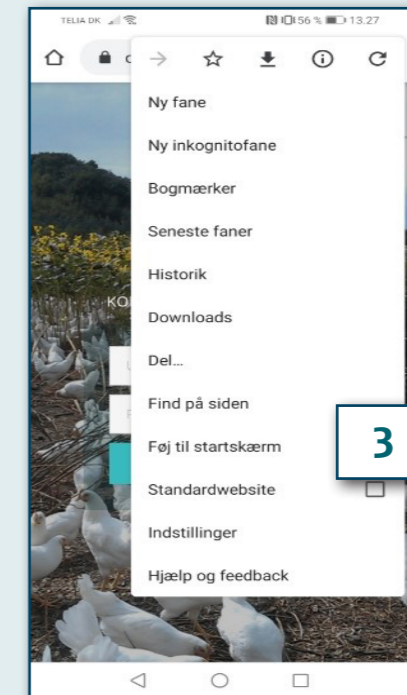 TELIA DK 56 % 13.27
Ny fane
Ny inkognitofane
Bogmærker
Seneste faner
Historik
KO
Downloads
Del...
Find på siden
Føj til startskærm
3
Standardwebsite
Indstillinger
Hjælp og feedback